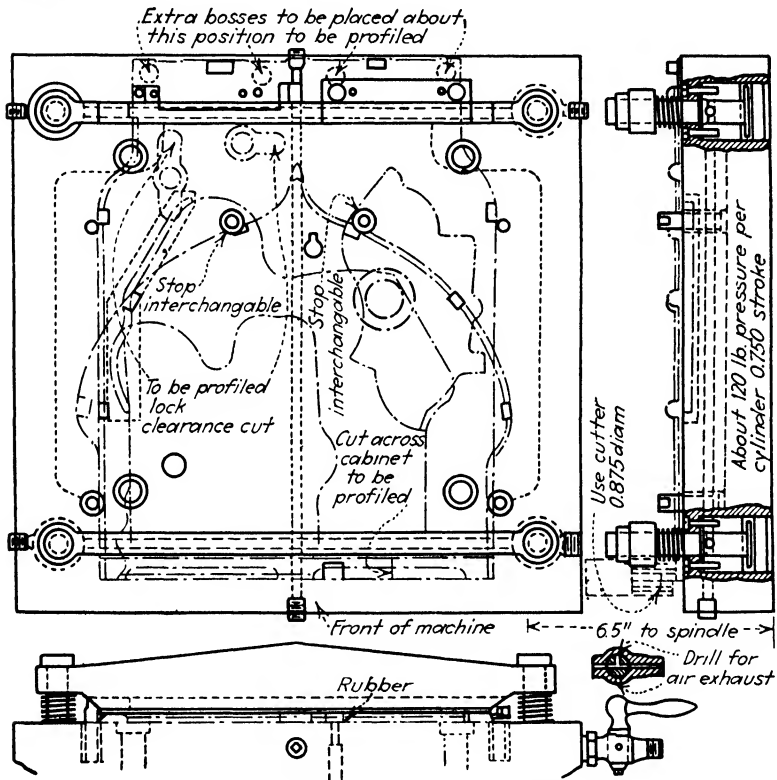 Extra bosses to be placed about
this position to be profiled
Stop
interchangable
Stop
interchangable
To be profiled
lock
clearance cut
Cut across
cabinet
to be
profiled
Use cutter
0.875 diam
About 120 lb. pressure per
cylinder 0.750 stroke
Front of machine
6.5" to spindle
Drill for
air exhaust
Rubber